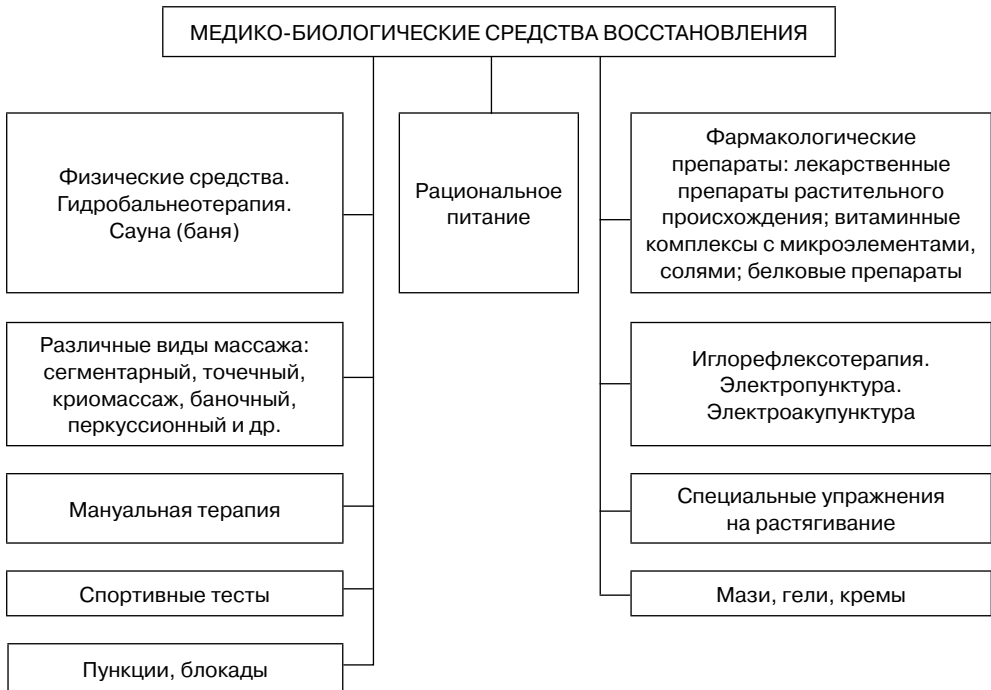 МЕДИКО-БИОЛОГИЧЕСКИЕ СРЕДСТВА ВОССТАНОВЛЕНИЯ
Физические средства.
Гидробальнеотерапия.
Сауна (баня)
Различные виды массажа:
сегментарный, точечный,
криомассаж, баночный,
перкуссионный и др.
Мануальная терапия
Спортивные тесты
Пункции, блокады
Рациональное
питание
Фармакологические
препараты: лекарственные
препараты растительного
происхождения; витаминные
комплексы с микроэлементами,
солями; белковые препараты
Иглорефлексотерапия.
Электропунктура.
Электроакупунктура
Специальные упражнения
на растягивание
Мази, гели, кремы